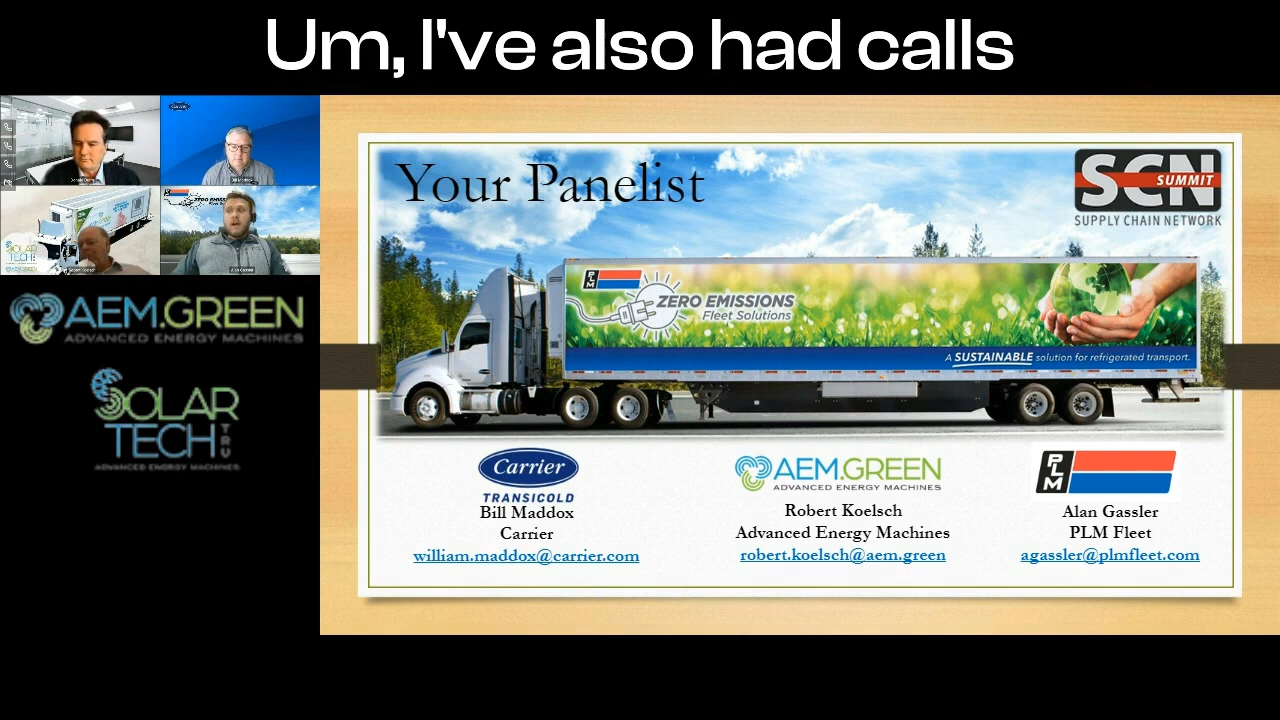 Um, I've also had calls
Your Panelist
SCN
SUMMIT
SUPPLY CHAIN NETWORK
PLM
ZERO EMISSIONS
Fleet Solutions
A SUSTAINABLE solution for refrigerated transport.
AEM.GREEN
ADVANCED ENERGY MACHINES
SOLAR
TECH
TRU
ADVANCED ENERGY MACHINES
Carrier
TRANSICOLD
Bill Maddox
Carrier
william.maddox@carrier.com
AEM.GREEN
ADVANCED ENERGY MACHINES
Robert Koelsch
Advanced Energy Machines
robert.koelsch@aem.green
PLM
Alan Gassler
PLM Fleet
agassler@plmfleet.com